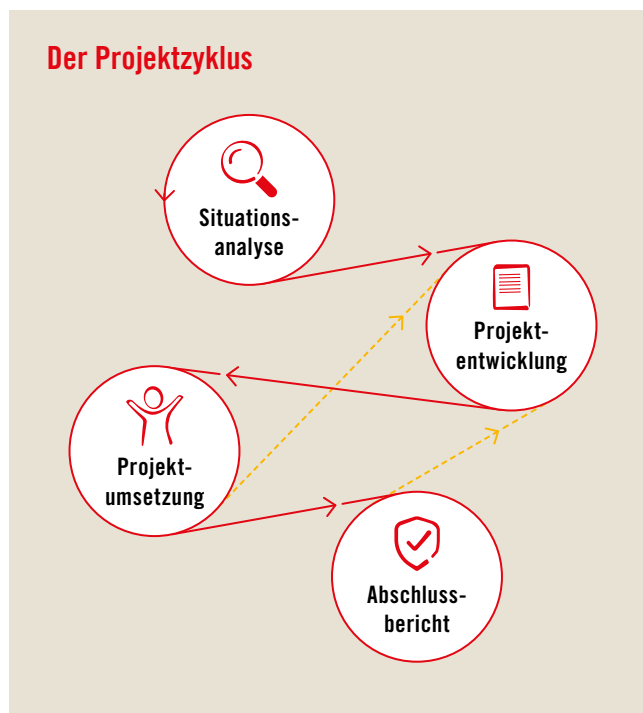 Der Projektzyklus
Situations-
analyse
Projekt-
entwicklung
Projekt-
umsetzung
Abschluss-
bericht